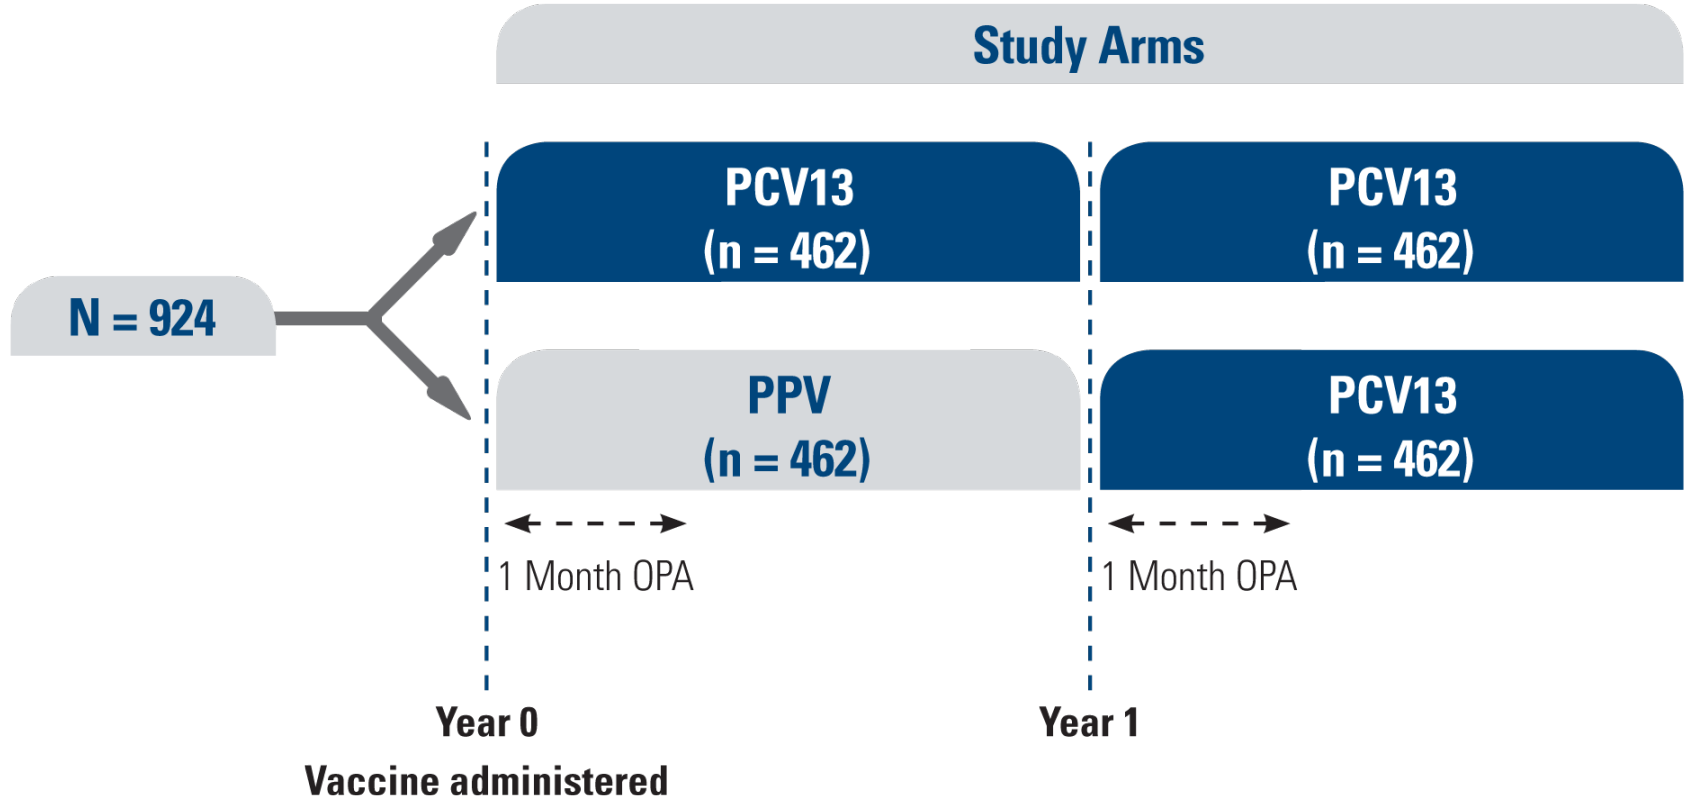 Study Arms
N = 924
PCV13
(n = 462)
PCV13
(n = 462)
PPV
(n = 462)
PCV13
(n = 462)
1 Month OPA
1 Month OPA
Year 0
Vaccine administered
Year 1